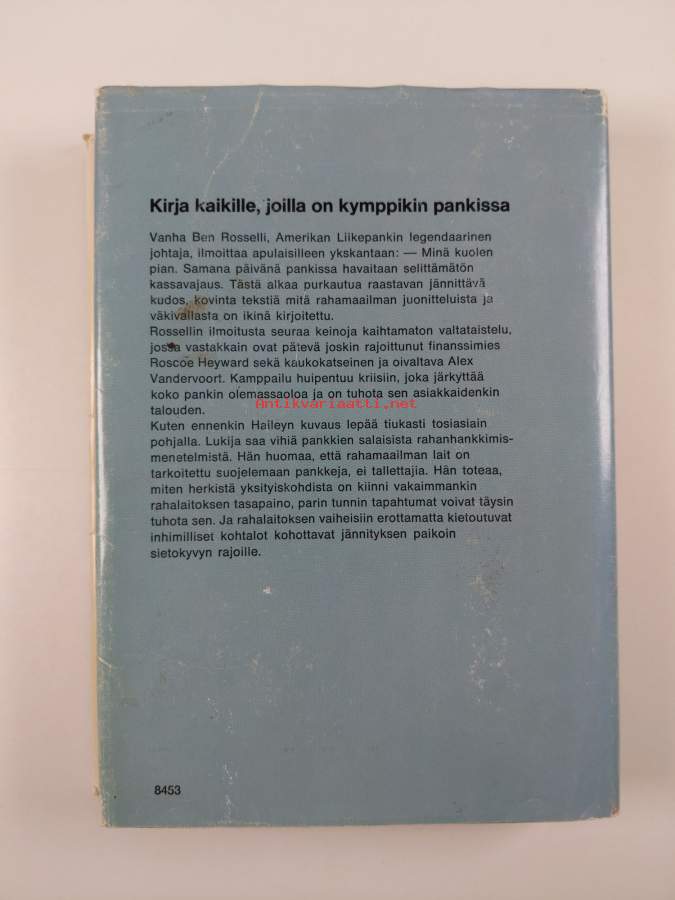 Kirja kaikille, joilla on kymppikin pankissa
Vanha Ben Rosselli, Amerikan Liikepankin legendaarinen
johtaja, ilmoittaa apulaisilleen ykskantaan: — Minä kuolen
pian. Samana päivänä pankissa havaitaan selittämätön
kassavajaus. Tästä alkaa purkautua raastavan jännittävä
kudos, kovinta tekstiä mitä rahamaailman juonitteluista ja
väkivallasta on ikinä kirjoitettu.
Rossellin ilmoitusta seuraa keinoja kaihtamaton valtataistelu,
jossa vastakkain ovat pätevä joskin rajoittunut finanssimies
Roscoe Heyward sekä kaukokatseinen ja oivaltava Alex
Vandervoort. Kamppailu huipentuu kriisiin, joka järkyttää
koko pankin olemassaoloa ja on tuhota sen asiakkaidenkin
talouden.
Antikvariaatti.net
Kuten ennenkin Haileyn kuvaus lepää tiukasti tosiasiain
pohjalla. Lukija saa vihiä pankkien salaisista rahanhankkimis-
menetelmistä. Hän huomaa, että rahamaailman lait on
tarkoitettu suojelemaan pankkeja, ei tallettajia. Hän toteaa,
miten herkistä yksityiskohdista on kiinni vakaimmankin
rahalaitoksen tasapaino, parin tunnin tapahtumat voivat täysin
tuhota sen. Ja rahalaitoksen vaiheisiin erottamatta kietoutuvat
inhimilliset kohtalot kohottavat jännityksen paikoin
sietokyvyn rajoille.
8453